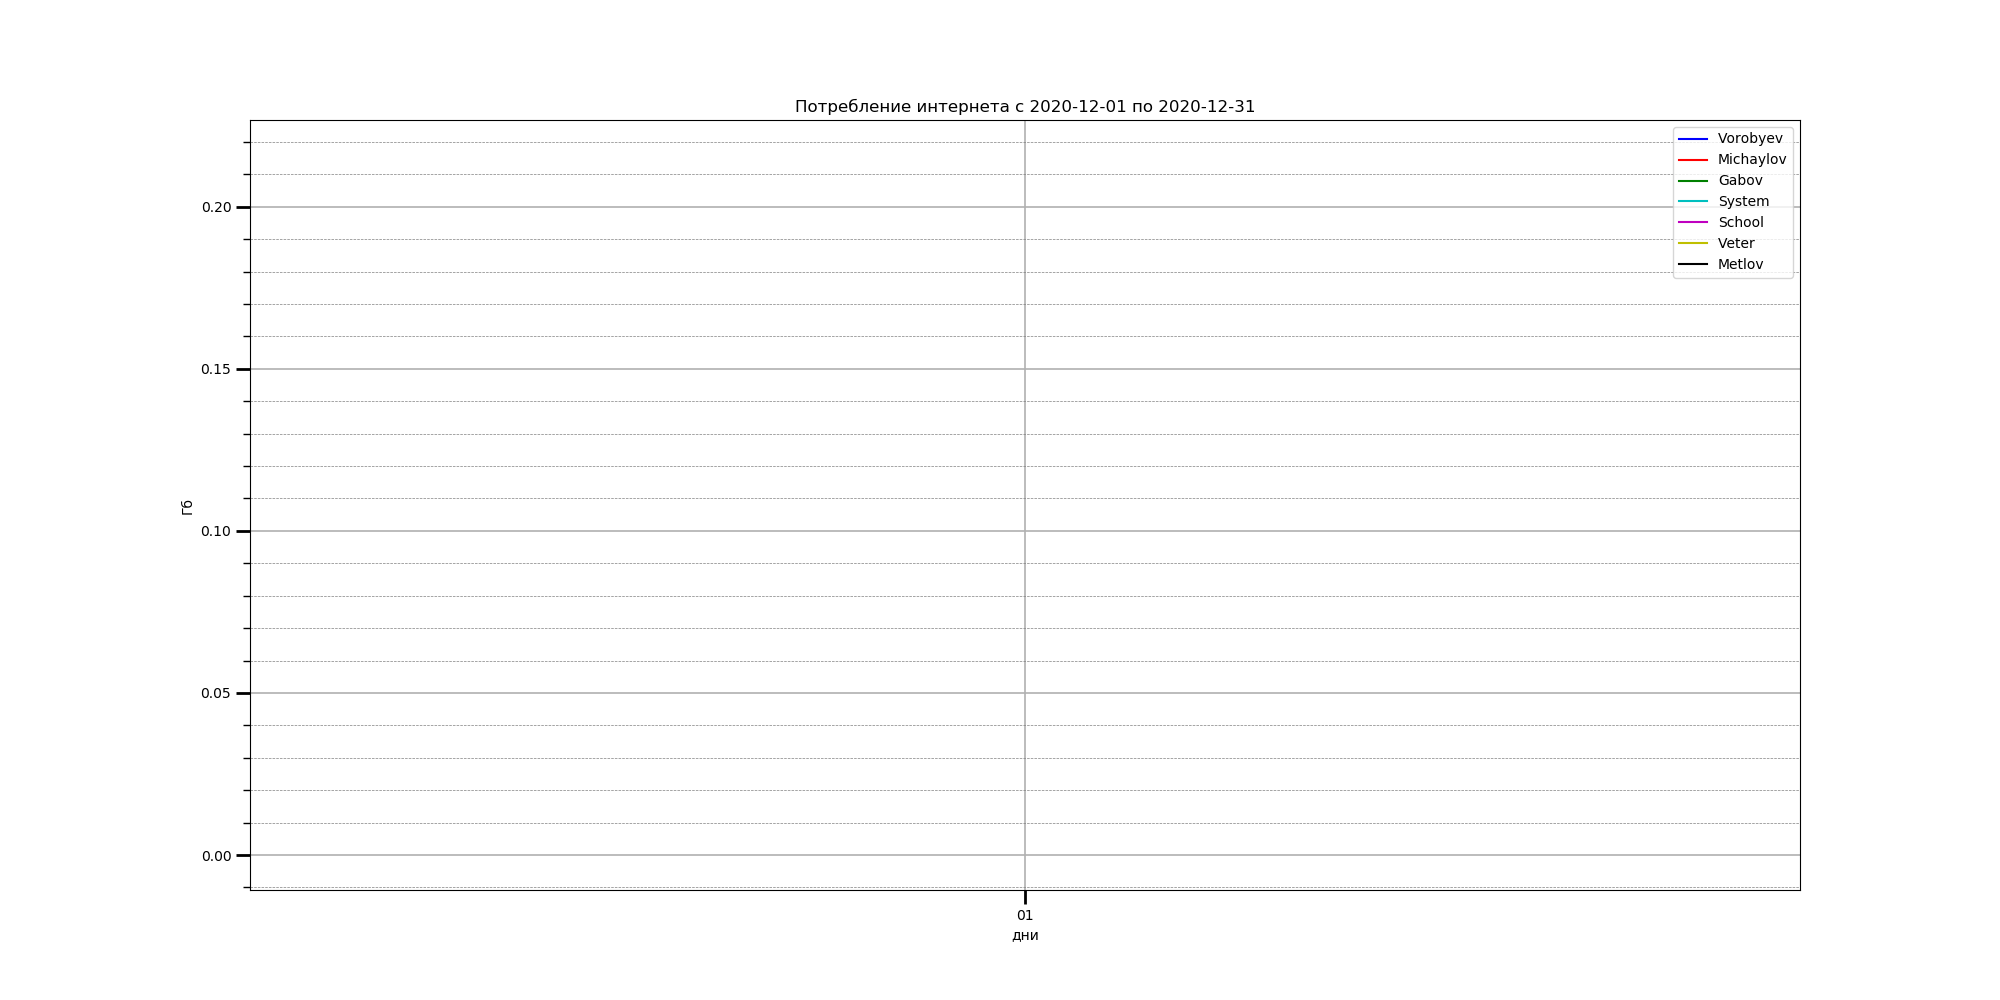 Потребление интернета с 2020-12-01 по 2020-12-31
Vorobyev
Michaylov
Gabov
System
School
Veter
Metlov
0.20
0.15
0.10
0.05
0.00
Гб
01
дни